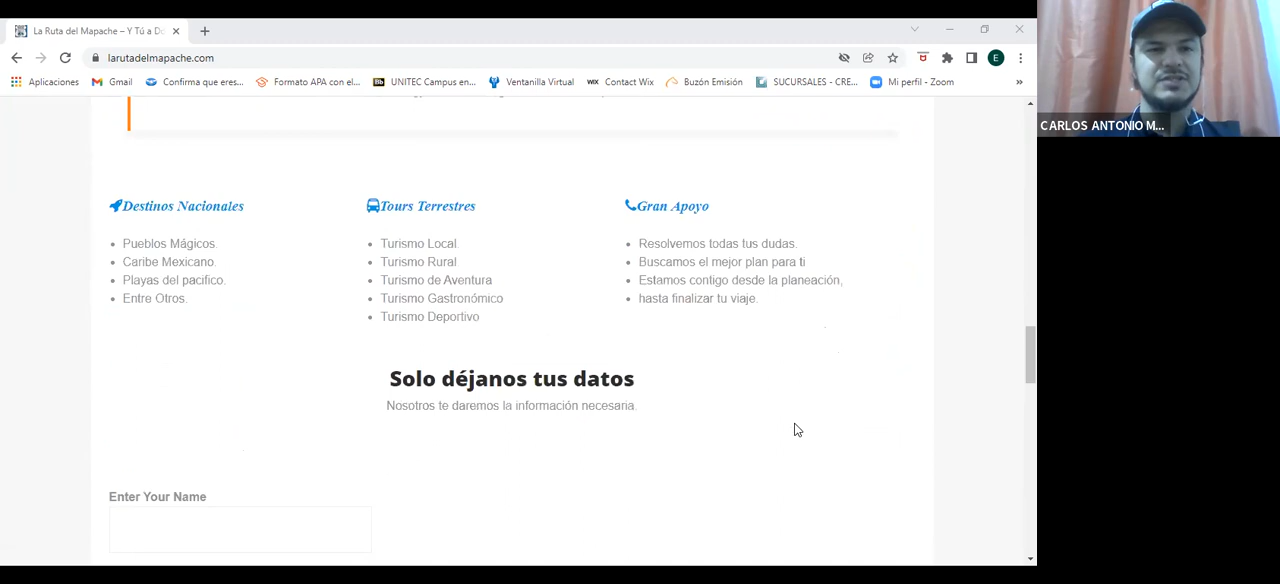 La Ruta del Mapache – Y Tú a Do
larutadelmapache.com
E
Aplicaciones
Gmail
Confirma que eres...
Formato APA con el...
Bb
UNITEC Campus en...
Ventanilla Virtual
WIX
Contact Wix
Buzón Emisión
SUCURSALES - CRE...
Mi perfil - Zoom
»
CARLOS ANTONIO M...
Destinos Nacionales
Pueblos Mágicos.
Caribe Mexicano.
Playas del pacifico.
Entre Otros.
Tours Terrestres
Turismo Local.
Turismo Rural
Turismo de Aventura
Turismo Gastronómico
Turismo Deportivo
Gran Apoyo
Resolvemos todas tus dudas.
Buscamos el mejor plan para ti
Estamos contigo desde la planeación,
hasta finalizar tu viaje.
Solo déjanos tus datos
Nosotros te daremos la información necesaria.
Enter Your Name